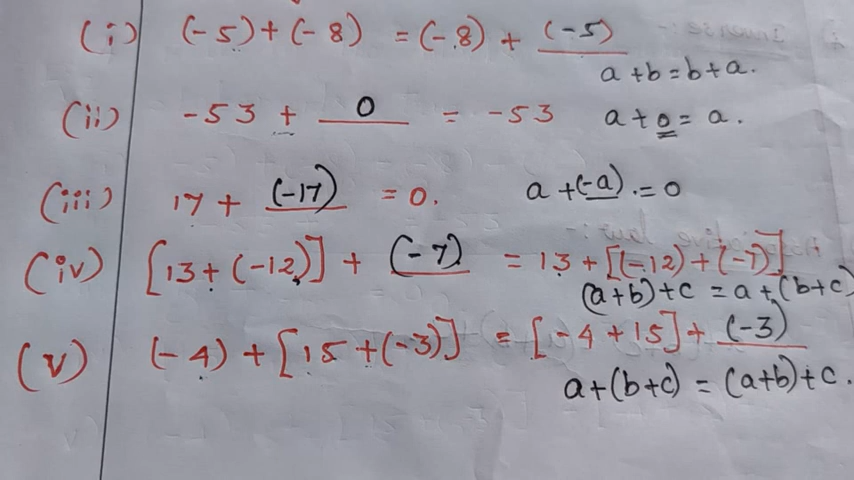 (i) (-5)+(-8) = (-8) + (-5)
a+b=b+a.
(ii) -53 + 0 = -53 a+0=a.
(iii) 17 + (-17) = 0. a+(-a).=0
(iv) [13+(-12)] + (-7) = 13+[(-12)+(-7)]
(a+b)+c = a+(b+c)
(v) (-4)+[15+(-3)] = [-4+15]+ (-3)
a+(b+c) = (a+b)+c.